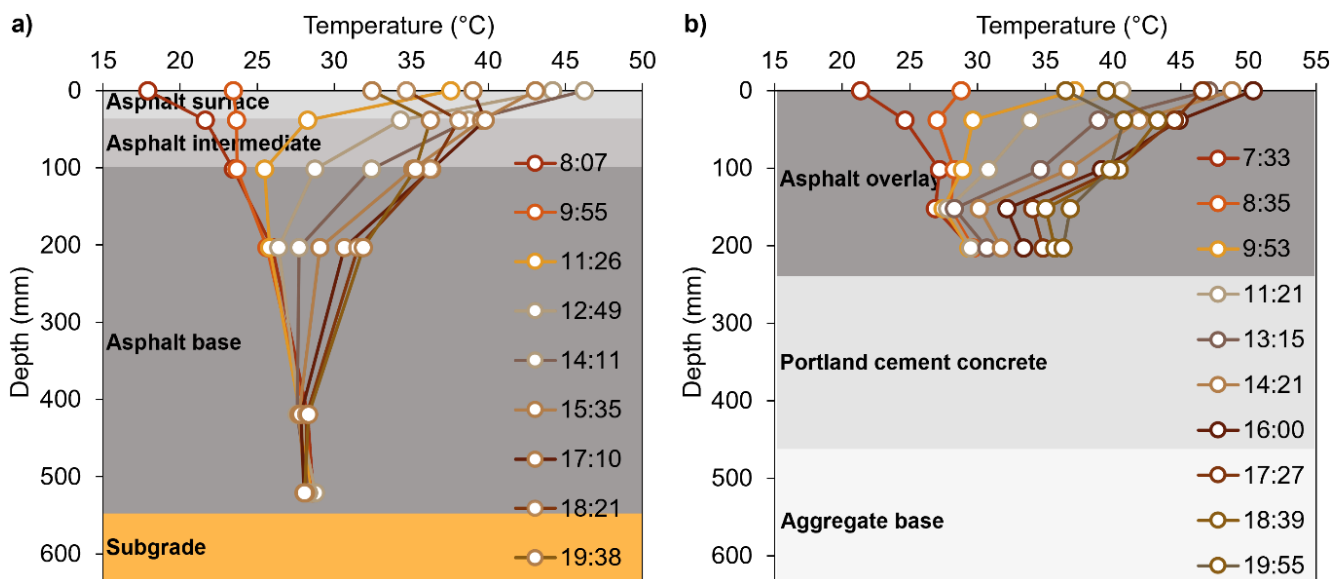 a)
Temperature (°C)
15 20 25 30 35 40 45 50
Depth (mm)
0
100
200
300
400
500
600
Asphalt surface
Asphalt intermediate
Asphalt base
Subgrade
8:07
9:55
11:26
12:49
14:11
15:35
17:10
18:21
19:38
b)
Temperature (°C)
15 20 25 30 35 40 45 50 55
Depth (mm)
0
100
200
300
400
500
600
Asphalt overlay
Portland cement concrete
Aggregate base
7:33
8:35
9:53
11:21
13:15
14:21
16:00
17:27
18:39
19:55